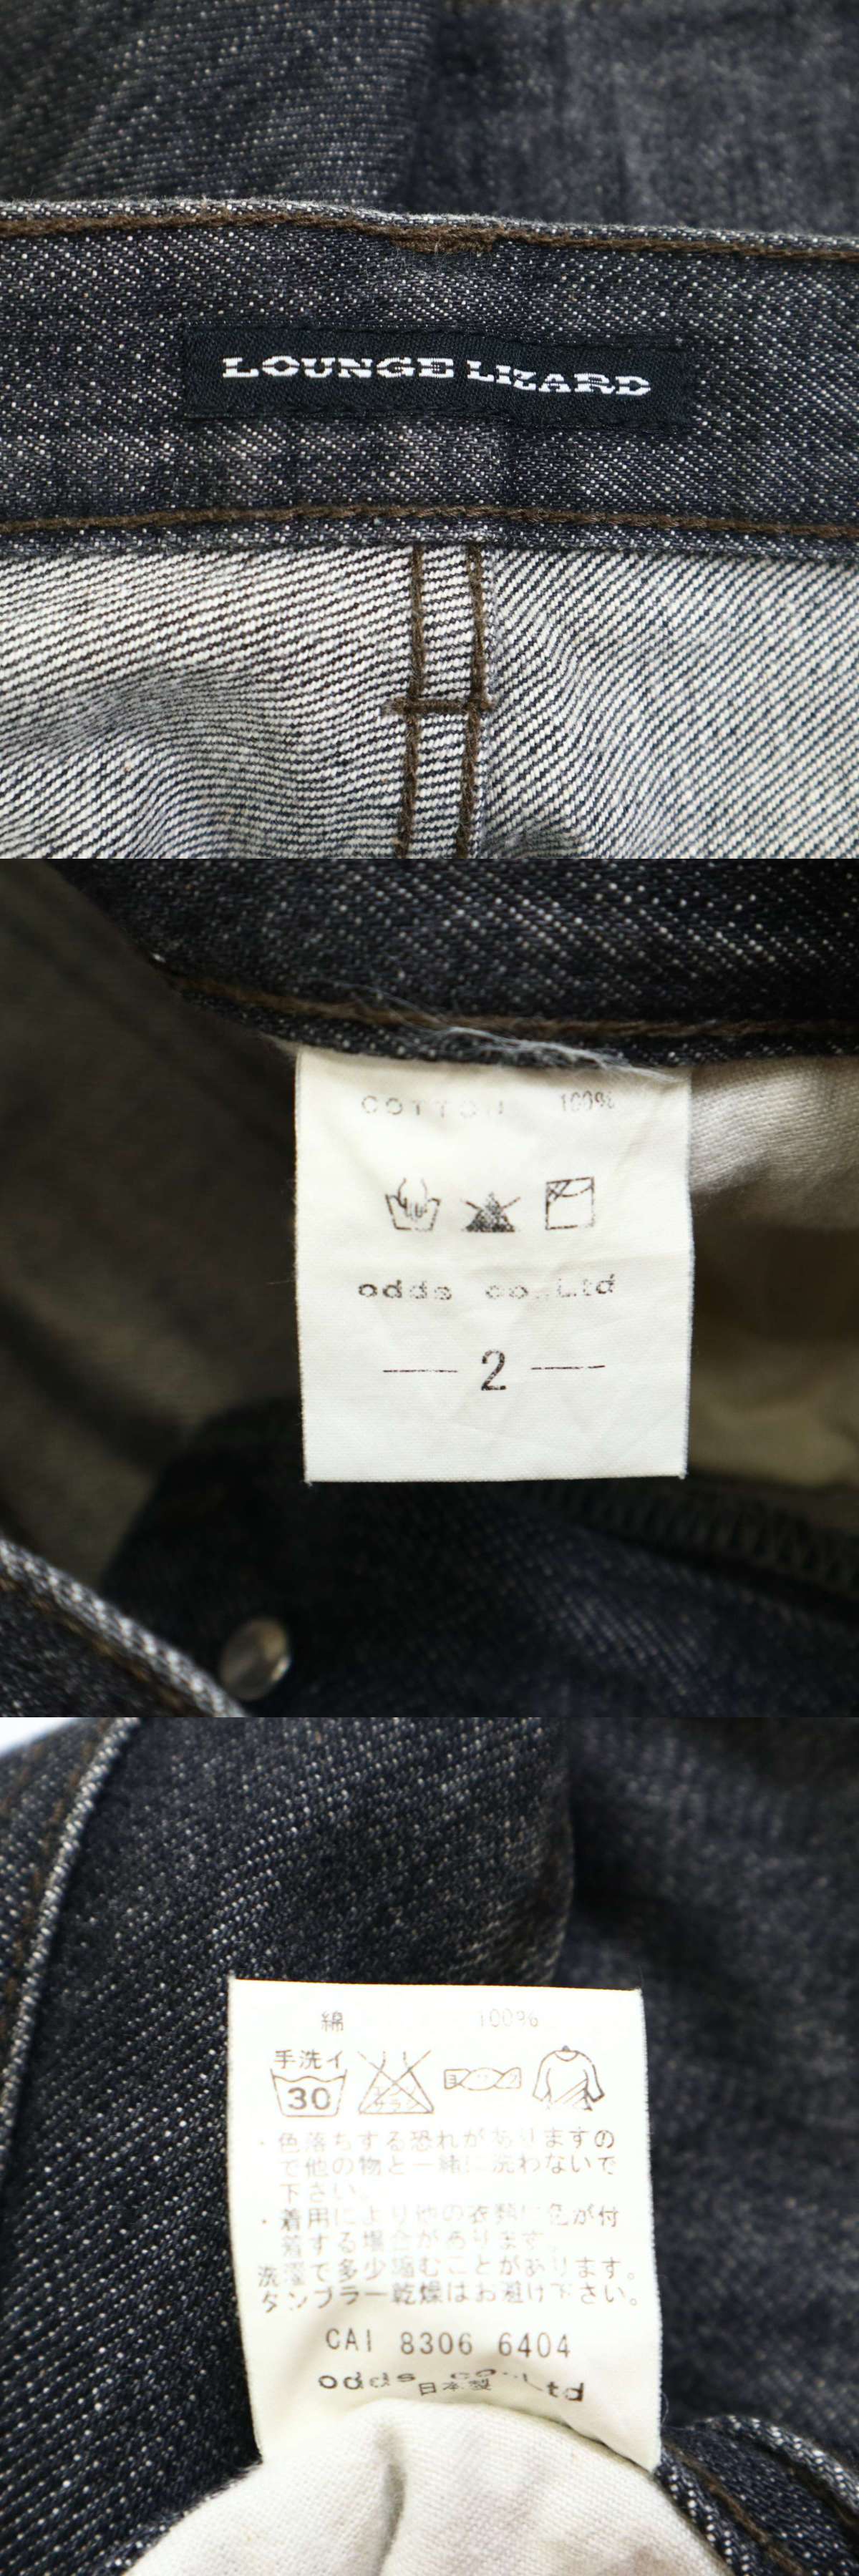 LOUNGE LIZARD
COTTON 100%
odds co.,Ltd
2
綿 100%
手洗イ
30
・色落ちする恐れがありますの
で他の物と一緒に洗わないで
下さい。
・着用により他の衣類に色が付
着する場合があります。
洗濯で多少縮むことがあります。
タンブラー乾燥はお避け下さい。
CAI 8306 6404
odds co.,Ltd
日本製